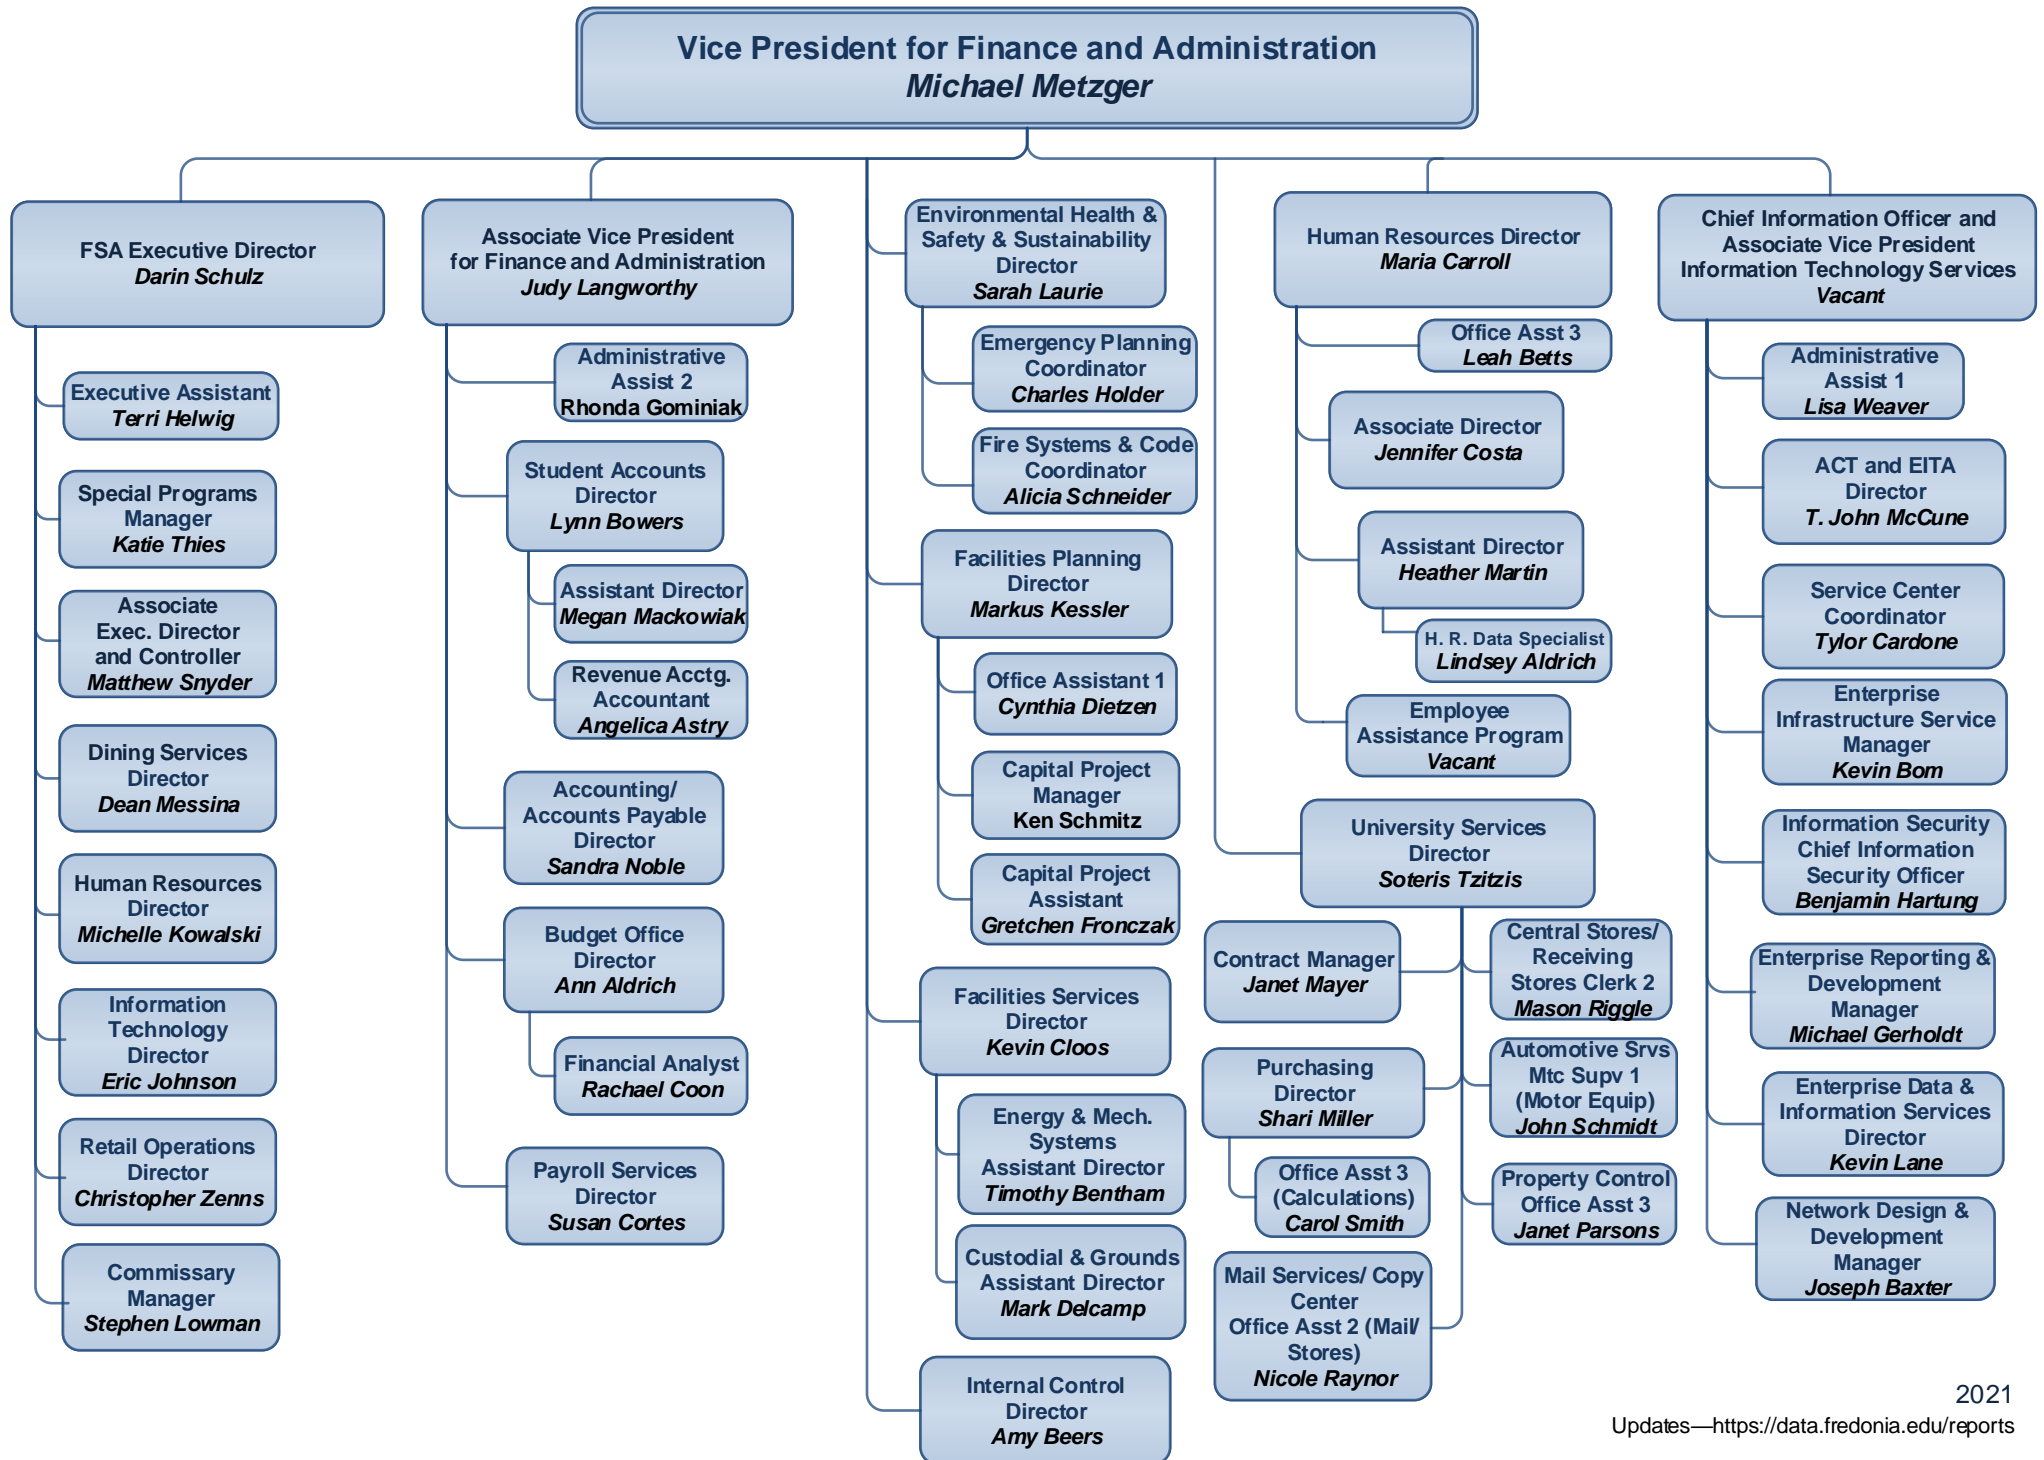 Vice President for Finance and Administration
Michael Metzger
FSA Executive Director
Darin Schulz
Executive Assistant
Terri Helwig
Special Programs
Manager
Katie Thies
Associate
Exec. Director
and Controller
Matthew Snyder
Dining Services
Director
Dean Messina
Human Resources
Director
Michelle Kowalski
Information
Technology
Director
Eric Johnson
Retail Operations
Director
Christopher Zenns
Commissary
Manager
Stephen Lowman
Associate Vice President
for Finance and Administration
Judy Langworthy
Administrative
Assist 2
Rhonda Gominiak
Student Accounts
Director
Lynn Bowers
Assistant Director
Megan Mackowiak
Revenue Acctg.
Accountant
Angelica Astry
Accounting/
Accounts Payable
Director
Sandra Noble
Budget Office
Director
Ann Aldrich
Financial Analyst
Rachael Coon
Payroll Services
Director
Susan Cortes
Environmental Health &
Safety & Sustainability
Director
Sarah Laurie
Emergency Planning
Coordinator
Charles Holder
Fire Systems & Code
Coordinator
Alicia Schneider
Facilities Planning
Director
Markus Kessler
Office Assistant 1
Cynthia Dietzen
Capital Project
Manager
Ken Schmitz
Capital Project
Assistant
Gretchen Fronczak
Facilities Services
Director
Kevin Cloos
Energy & Mech.
Systems
Assistant Director
Timothy Bentham
Custodial & Grounds
Assistant Director
Mark Delcamp
Internal Control
Director
Amy Beers
Human Resources Director
Maria Carroll
Office Asst 3
Leah Betts
Associate Director
Jennifer Costa
Assistant Director
Heather Martin
H. R. Data Specialist
Lindsey Aldrich
Employee
Assistance Program
Vacant
University Services
Director
Soteris Tzitzis
Contract Manager
Janet Mayer
Purchasing
Director
Shari Miller
Office Asst 3
(Calculations)
Carol Smith
Mail Services/ Copy
Center
Office Asst 2 (Mail/
Stores)
Nicole Raynor
Central Stores/
Receiving
Stores Clerk 2
Mason Riggle
Automotive Srvs
Mtc Supv 1
(Motor Equip)
John Schmidt
Property Control
Office Asst 3
Janet Parsons
Chief Information Officer and
Associate Vice President
Information Technology Services
Vacant
Administrative
Assist 1
Lisa Weaver
ACT and EITA
Director
T. John McCune
Service Center
Coordinator
Tylor Cardone
Enterprise
Infrastructure Service
Manager
Kevin Bom
Information Security
Chief Information
Security Officer
Benjamin Hartung
Enterprise Reporting &
Development
Manager
Michael Gerholdt
Enterprise Data &
Information Services
Director
Kevin Lane
Network Design &
Development
Manager
Joseph Baxter
2021
Updates—https://data.fredonia.edu/reports